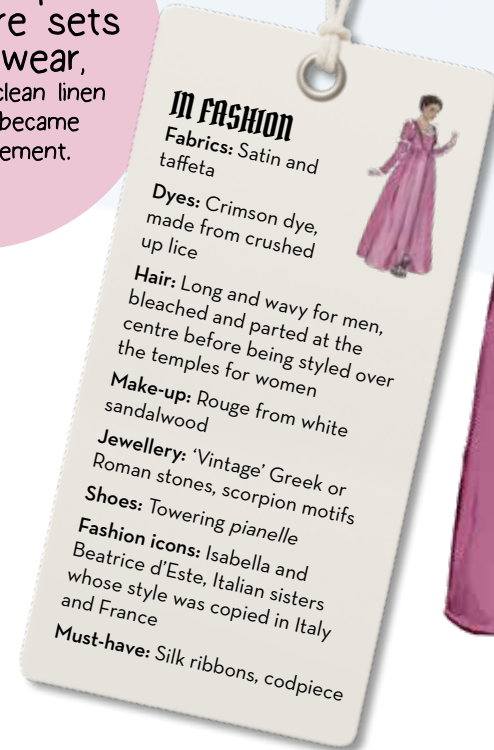 re sets
wear,
clean linen
became
ement.
IN FASHION
Fabrics: Satin and
taffeta
Dyes: Crimson dye,
made from crushed
up lice
Hair: Long and wavy for men,
bleached and parted at the
centre before being styled over
the temples for women
Make-up: Rouge from white
sandalwood
Jewellery: ‘Vintage’ Greek or
Roman stones, scorpion motifs
Shoes: Towering pianelle
Fashion icons: Isabella and
Beatrice d’Este, Italian sisters
whose style was copied in Italy
and France
Must-have: Silk ribbons, codpiece